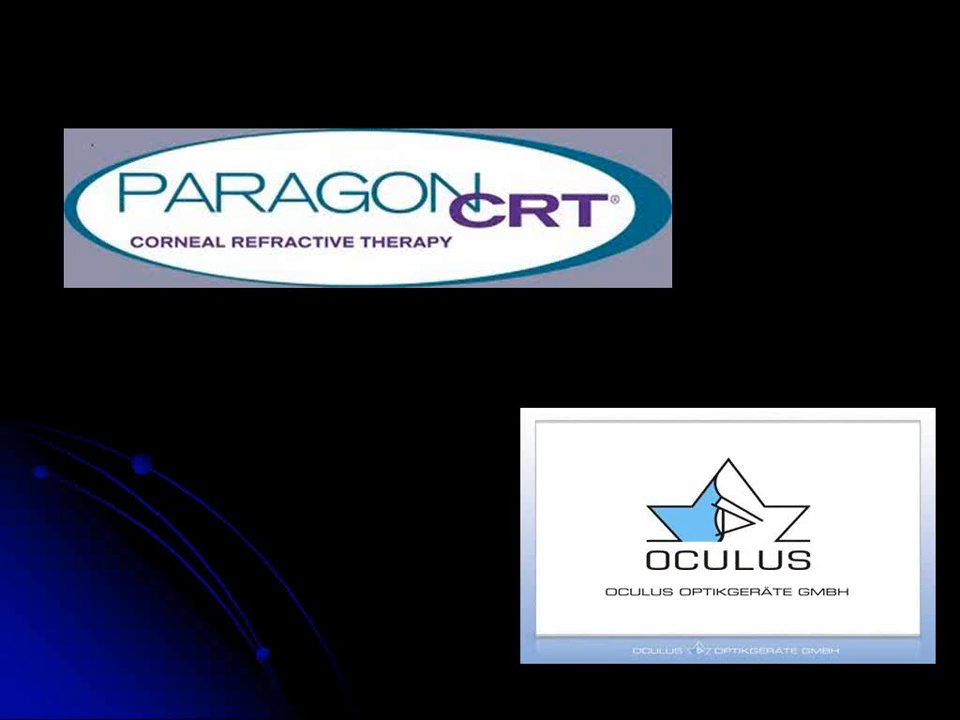 PARAGON CRT®
CORNEAL REFRACTIVE THERAPY
OCULUS
OCULUS OPTIKGERÄTE GMBH
OCULUS OPTIKGERÄTE GMBH